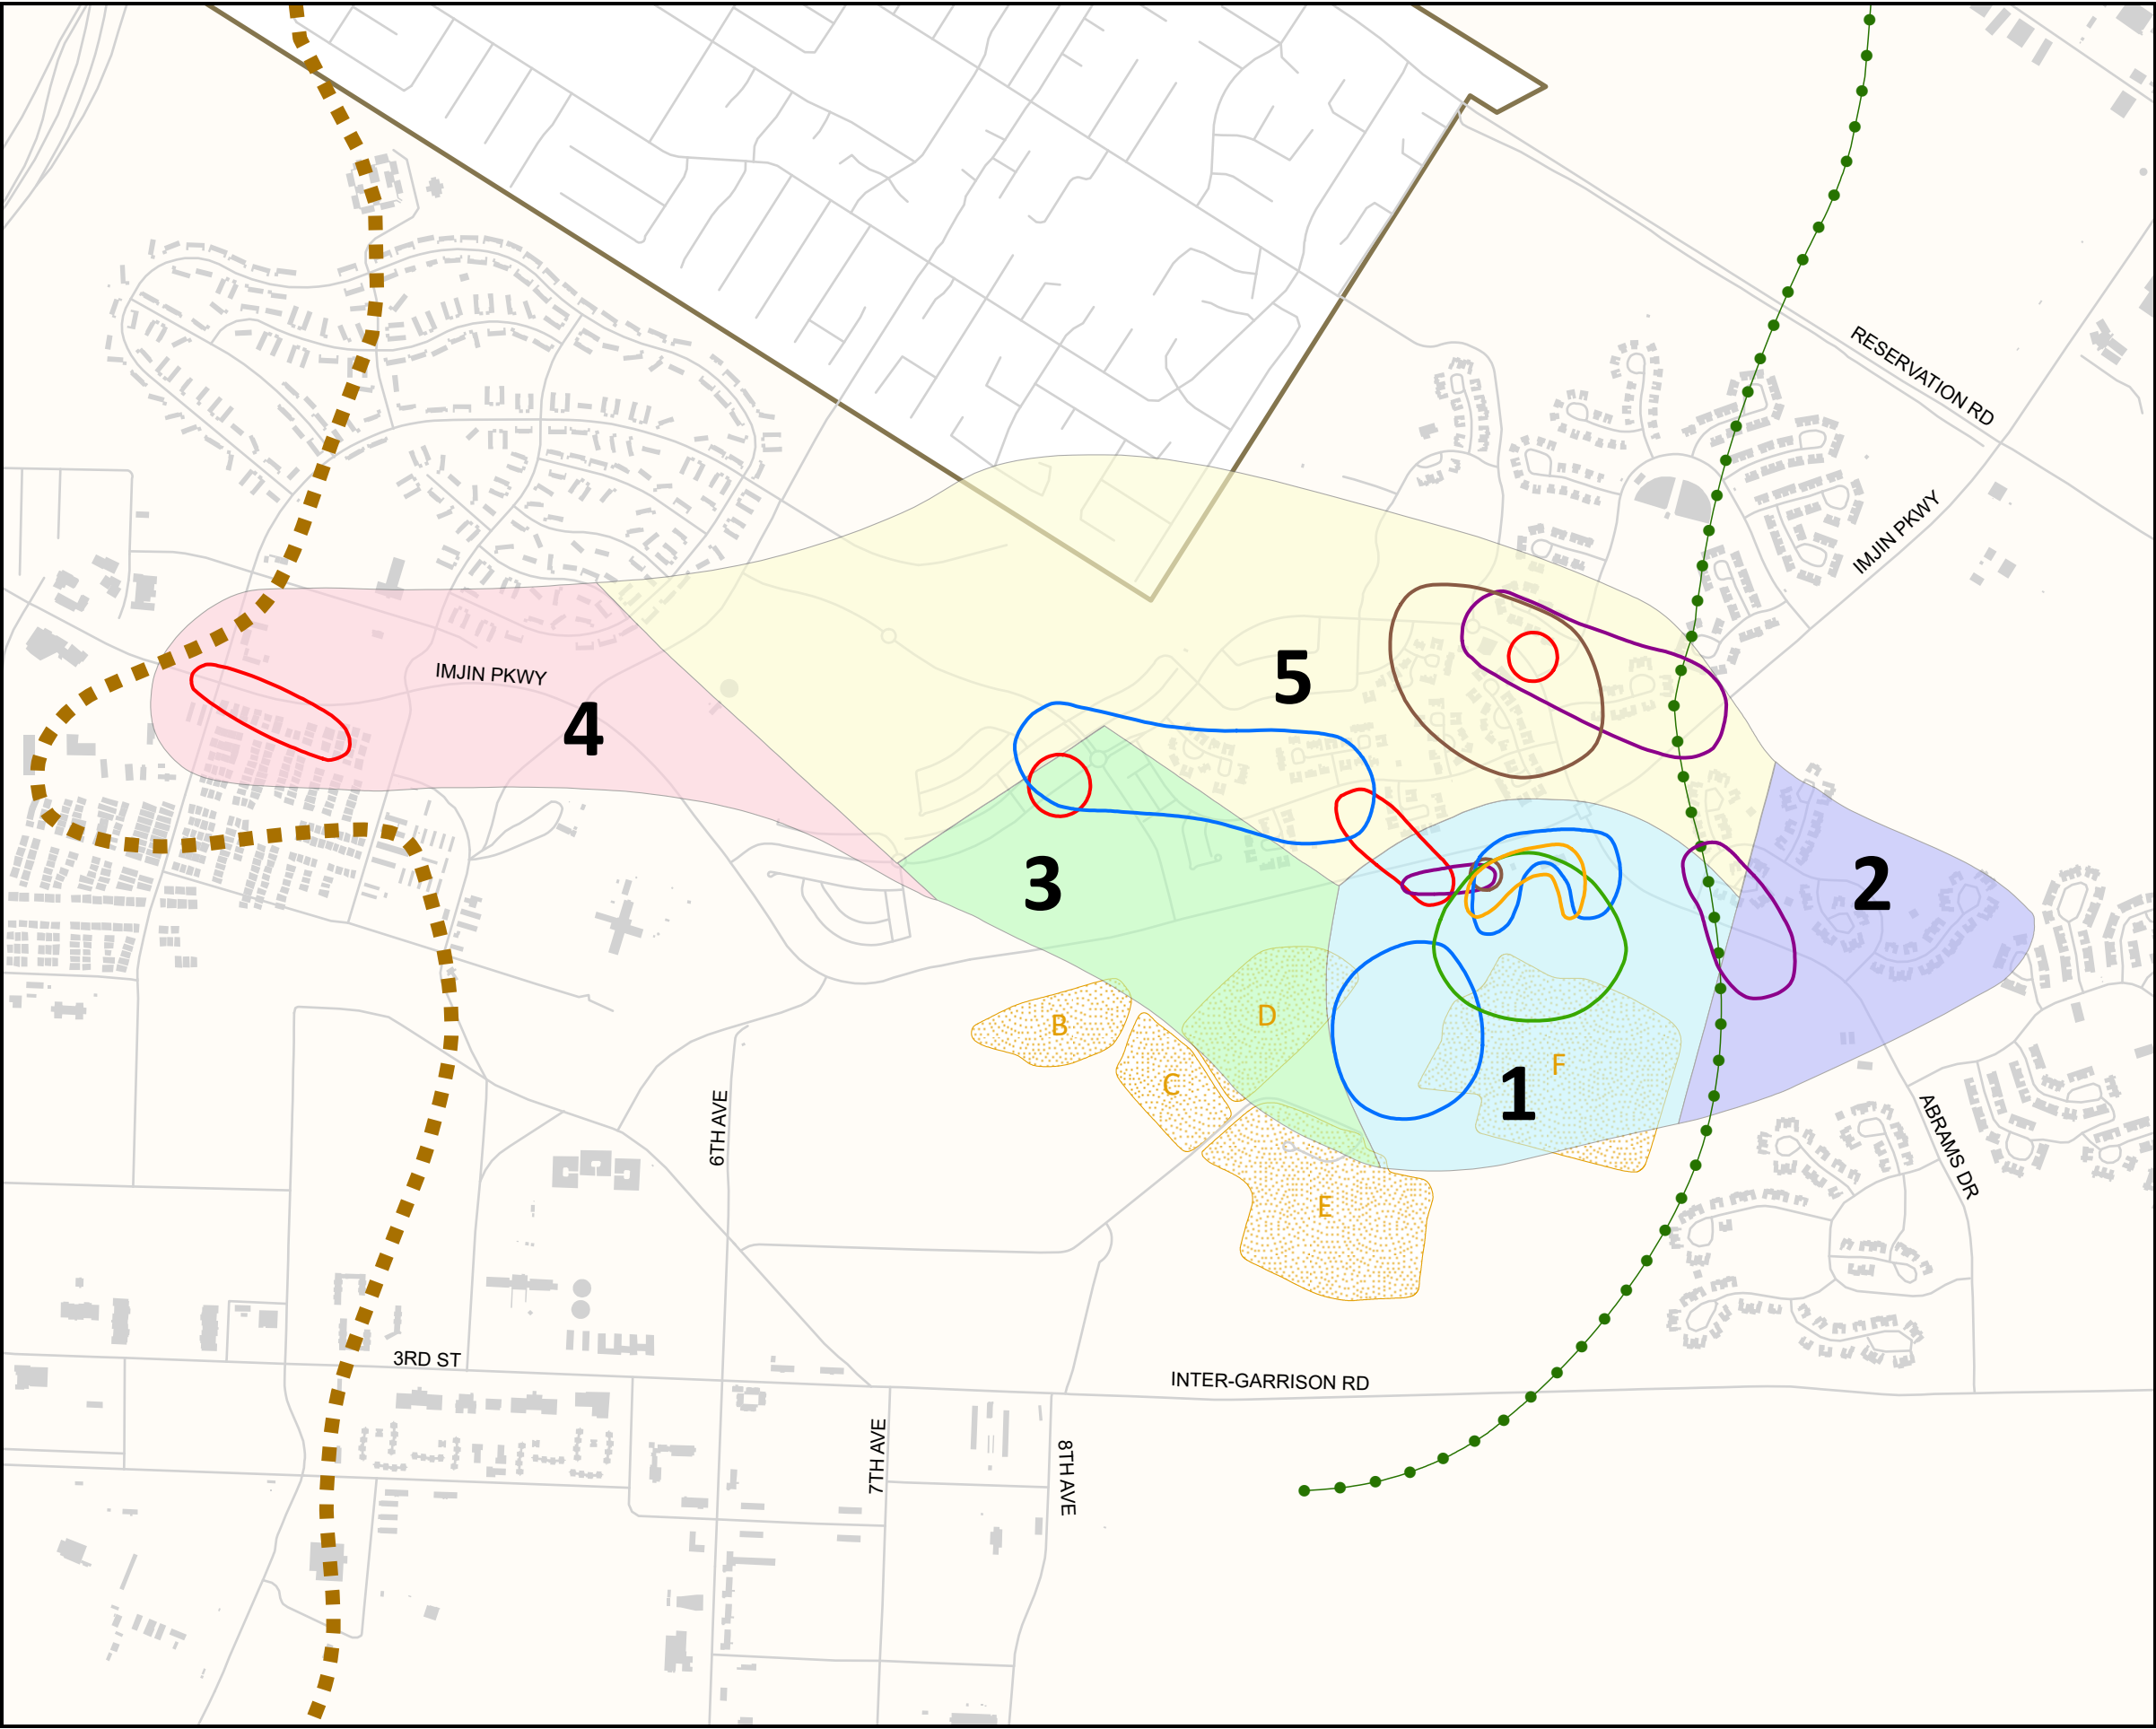 RESERVATION RD
IMJIN PKWY
5
IMJIN PKWY
4
3
2
D
B
F
C
1
6TH AVE
ABRAMS DR
E
3RD ST
INTER-GARRISON RD
7TH AVE
8TH AVE